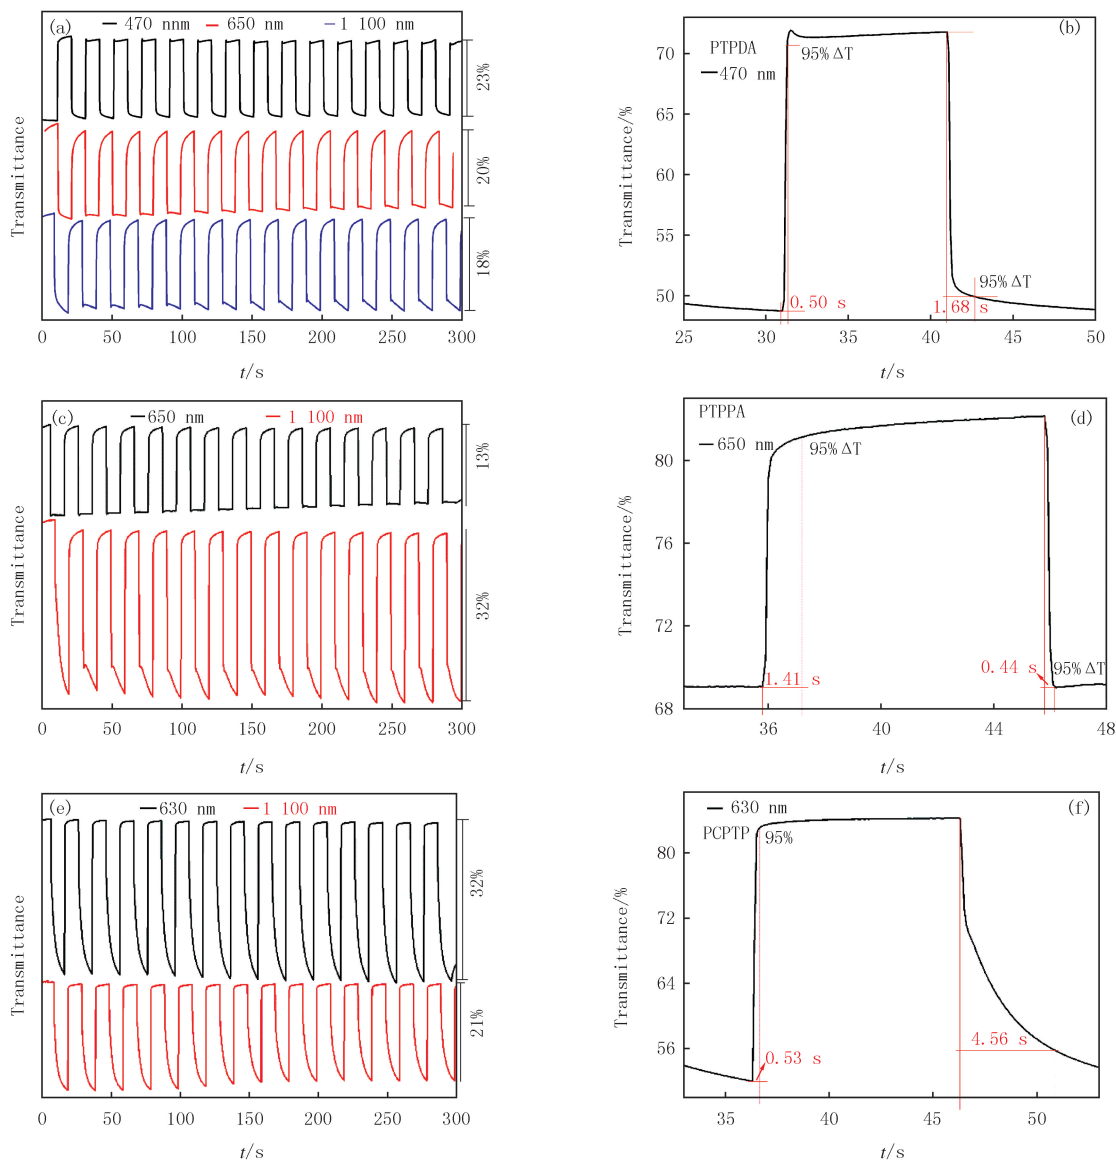 (a)
470 nnm
650 nm
1 100 nm
Transmittance
23%
20%
18%
0
50
100
150
200
250
300
t/s
(b)
PTPDA
470 nm
95% ΔT
95% ΔT
0.50 s
1.68 s
Transmittance/%
70
65
60
55
50
25
30
35
40
45
50
t/s
(c)
650 nm
1 100 nm
Transmittance
13%
32%
0
50
100
150
200
250
300
t/s
(d)
PTPPA
650 nm
95% ΔT
95% ΔT
1.41 s
0.44 s
Transmittance/%
80
76
72
68
36
40
44
48
t/s
(e)
630 nm
1 100 nm
Transmittance
32%
21%
0
50
100
150
200
250
300
t/s
(f)
630 nm
PCPTP
95%
0.53 s
4.56 s
Transmittance/%
80
72
64
56
35
40
45
50
t/s